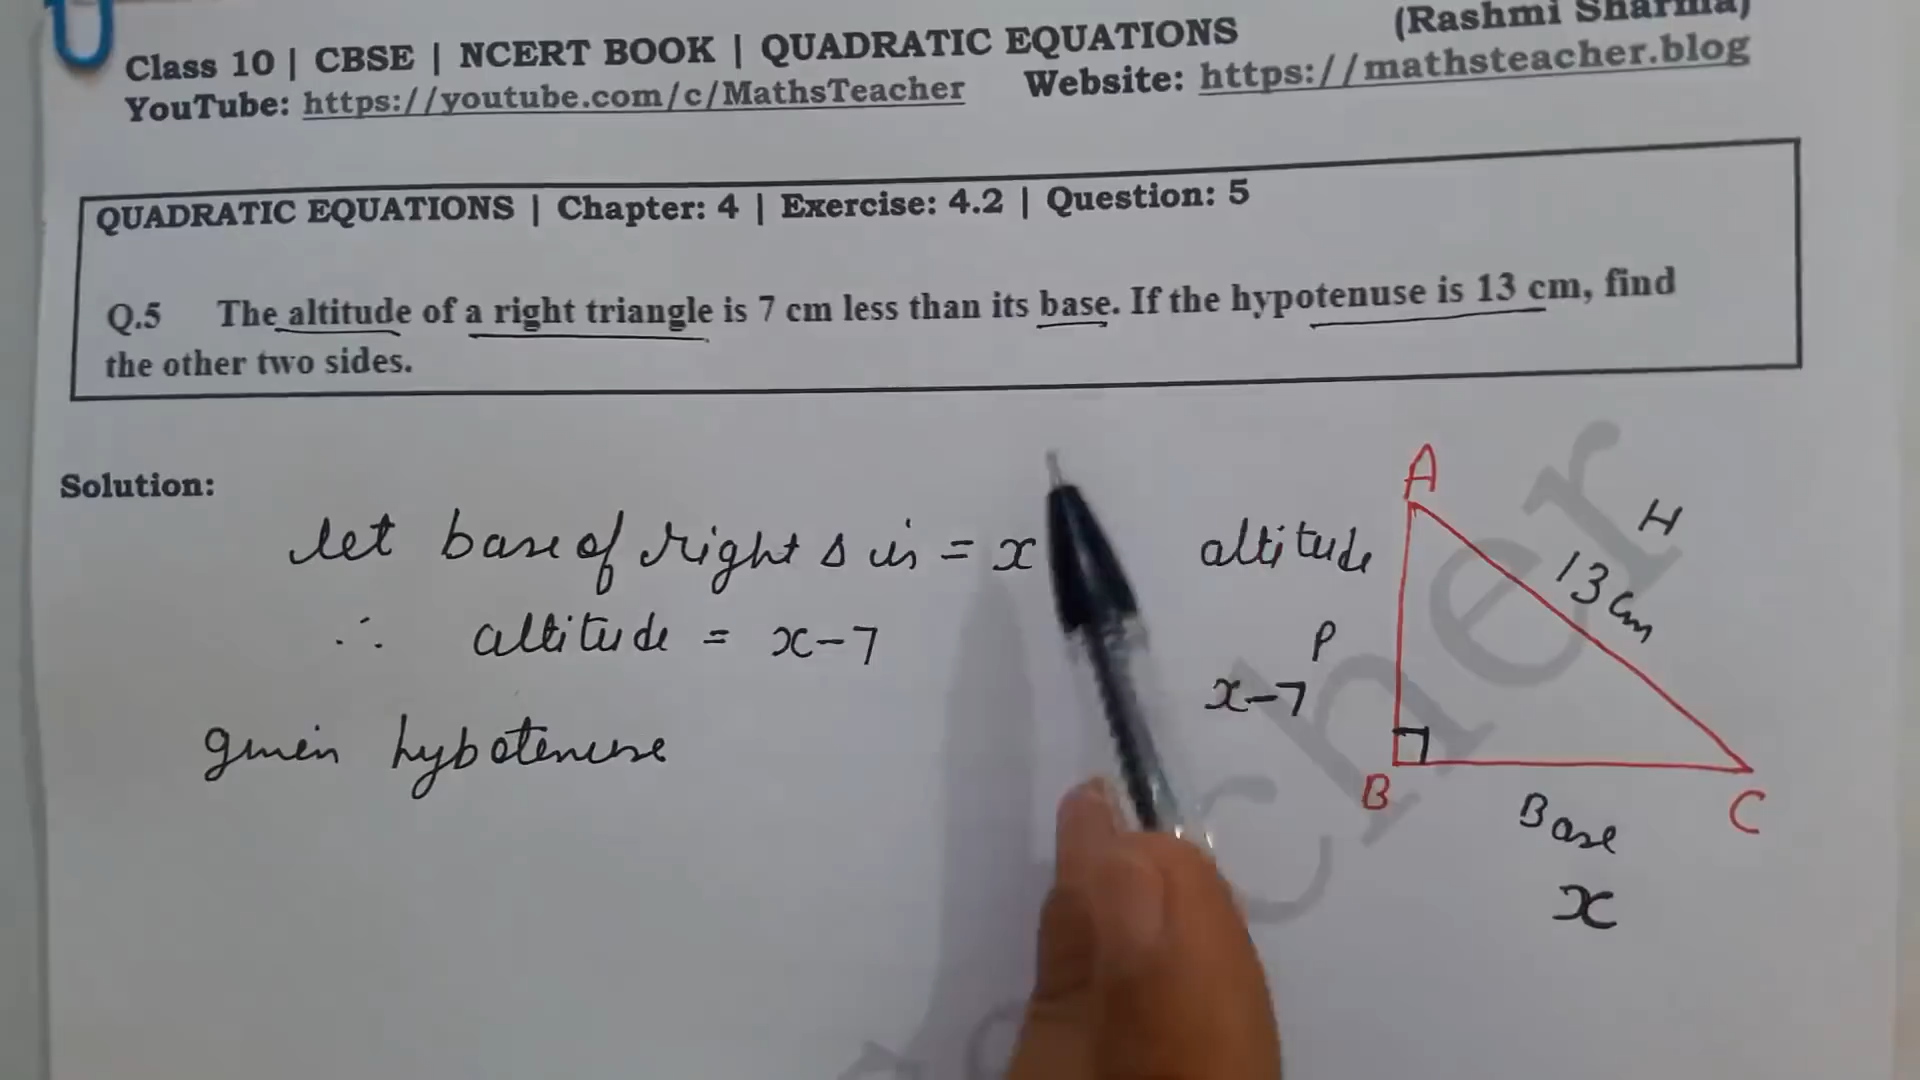 (Rashmi Sharma)
Class 10 | CBSE | NCERT BOOK | QUADRATIC EQUATIONS
YouTube: https://youtube.com/c/MathsTeacher Website: https://mathsteacher.blog
QUADRATIC EQUATIONS | Chapter: 4 | Exercise: 4.2 | Question: 5
Q.5 The altitude of a right triangle is 7 cm less than its base. If the hypotenuse is 13 cm, find
the other two sides.
Solution:
let base of right Δ is = x
∴ altitude = x-7
given hypotenuse
A
H
13 cm
altitude
P
x-7
B
C
Base
x
cher